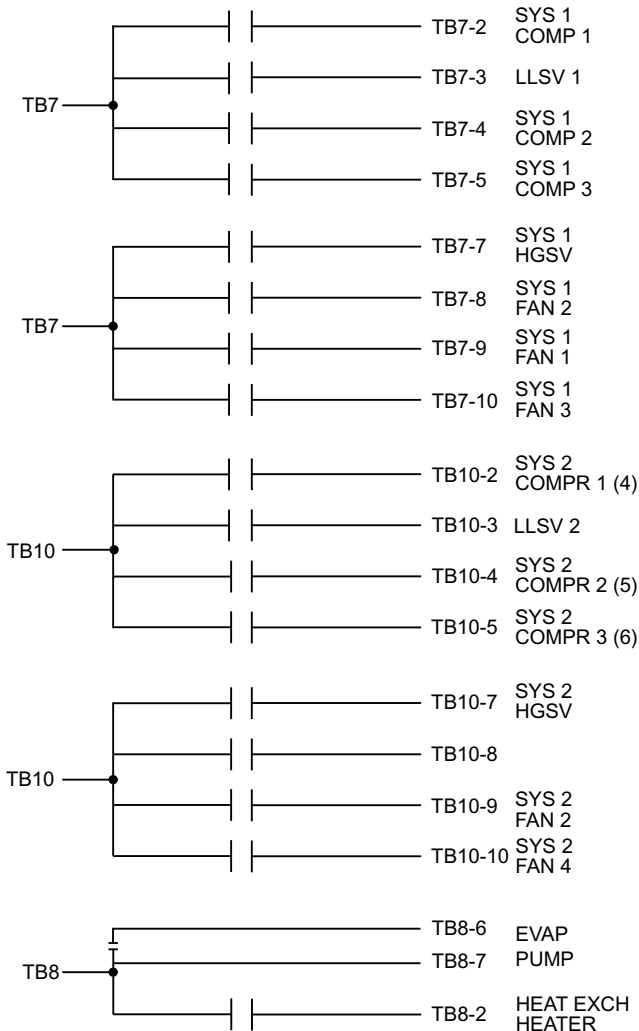 TB7
TB7-2 SYS 1
COMP 1
TB7-3 LLSV 1
TB7-4 SYS 1
COMP 2
TB7-5 SYS 1
COMP 3
TB7
TB7-7 SYS 1
HGSV
TB7-8 SYS 1
FAN 2
TB7-9 SYS 1
FAN 1
TB7-10 SYS 1
FAN 3
TB10
TB10-2 SYS 2
COMPR 1 (4)
TB10-3 LLSV 2
TB10-4 SYS 2
COMPR 2 (5)
TB10-5 SYS 2
COMPR 3 (6)
TB10
TB10-7 SYS 2
HGSV
TB10-8
TB10-9 SYS 2
FAN 2
TB10-10 SYS 2
FAN 4
TB8
TB8-6 EVAP
TB8-7 PUMP
TB8-2 HEAT EXCH
HEATER